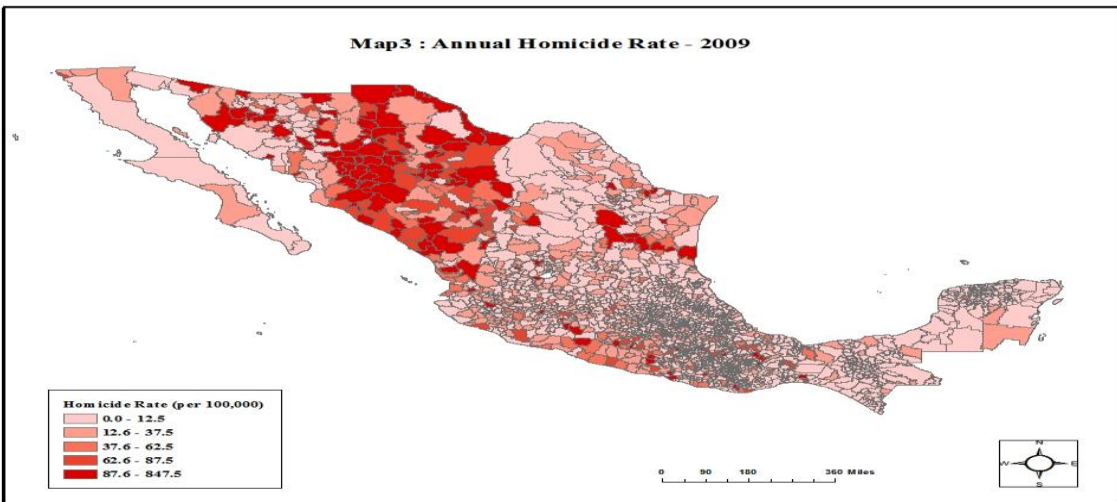 Map3 : Annual Homicide Rate - 2009
Homicide Rate (per 100,000)
0.0 - 12.5
12.6 - 37.5
37.6 - 62.5
62.6 - 87.5
87.6 - 847.5
0 90 180 360 Miles
N
W E
S